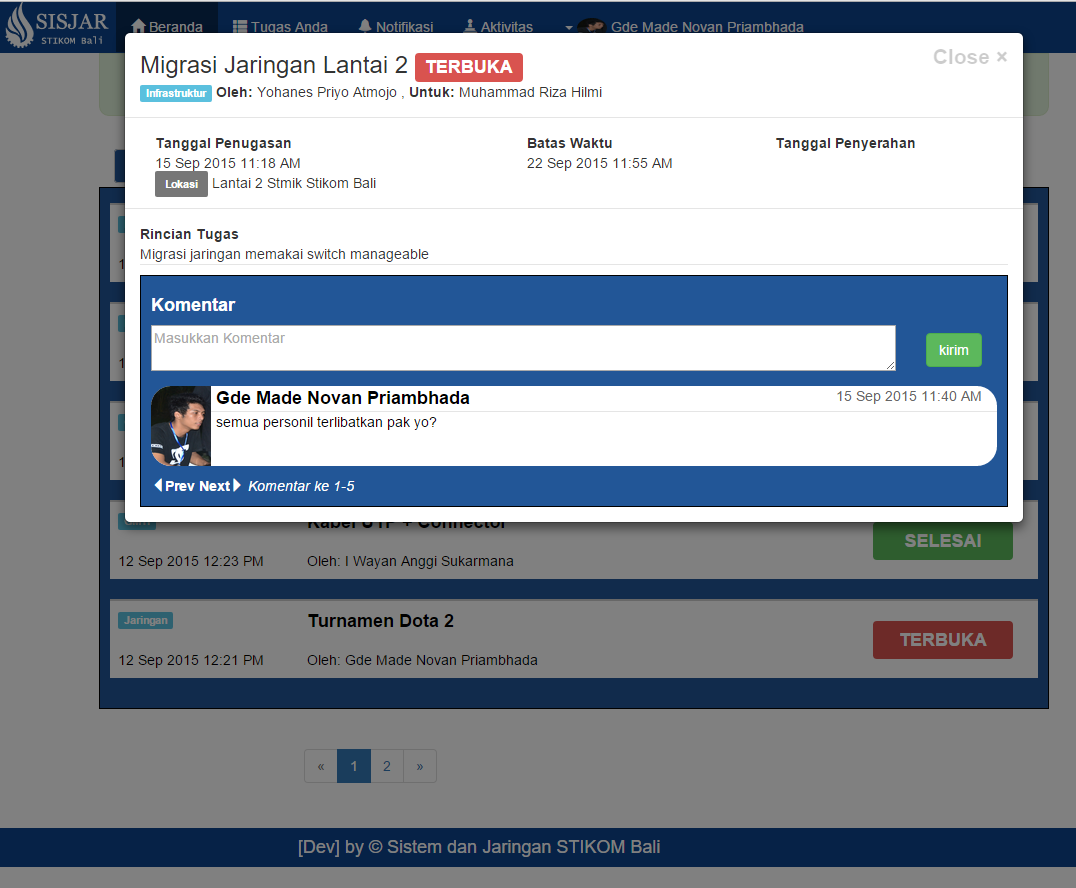 SISJAR
STIKOM Bali
Beranda
Tugas Anda
Notifikasi
Aktivitas
Gde Made Novan Priambhada
Migrasi Jaringan Lantai 2 TERBUKA
Close ×
Infrastruktur Oleh: Yohanes Priyo Atmojo , Untuk: Muhammad Riza Hilmi
Tanggal Penugasan
15 Sep 2015 11:18 AM
Batas Waktu
22 Sep 2015 11:55 AM
Tanggal Penyerahan
Lokasi Lantai 2 Stmik Stikom Bali
Rincian Tugas
Migrasi jaringan memakai switch manageable
Komentar
Masukkan Komentar
kirim
Gde Made Novan Priambhada
15 Sep 2015 11:40 AM
semua personil terlibatkan pak yo?
Prev Next Komentar ke 1-5
Kabel UTP + Connector
SELESAI
12 Sep 2015 12:23 PM
Oleh: I Wayan Anggi Sukarmana
Jaringan
Turnamen Dota 2
TERBUKA
12 Sep 2015 12:21 PM
Oleh: Gde Made Novan Priambhada
« 1 2 »
[Dev] by © Sistem dan Jaringan STIKOM Bali